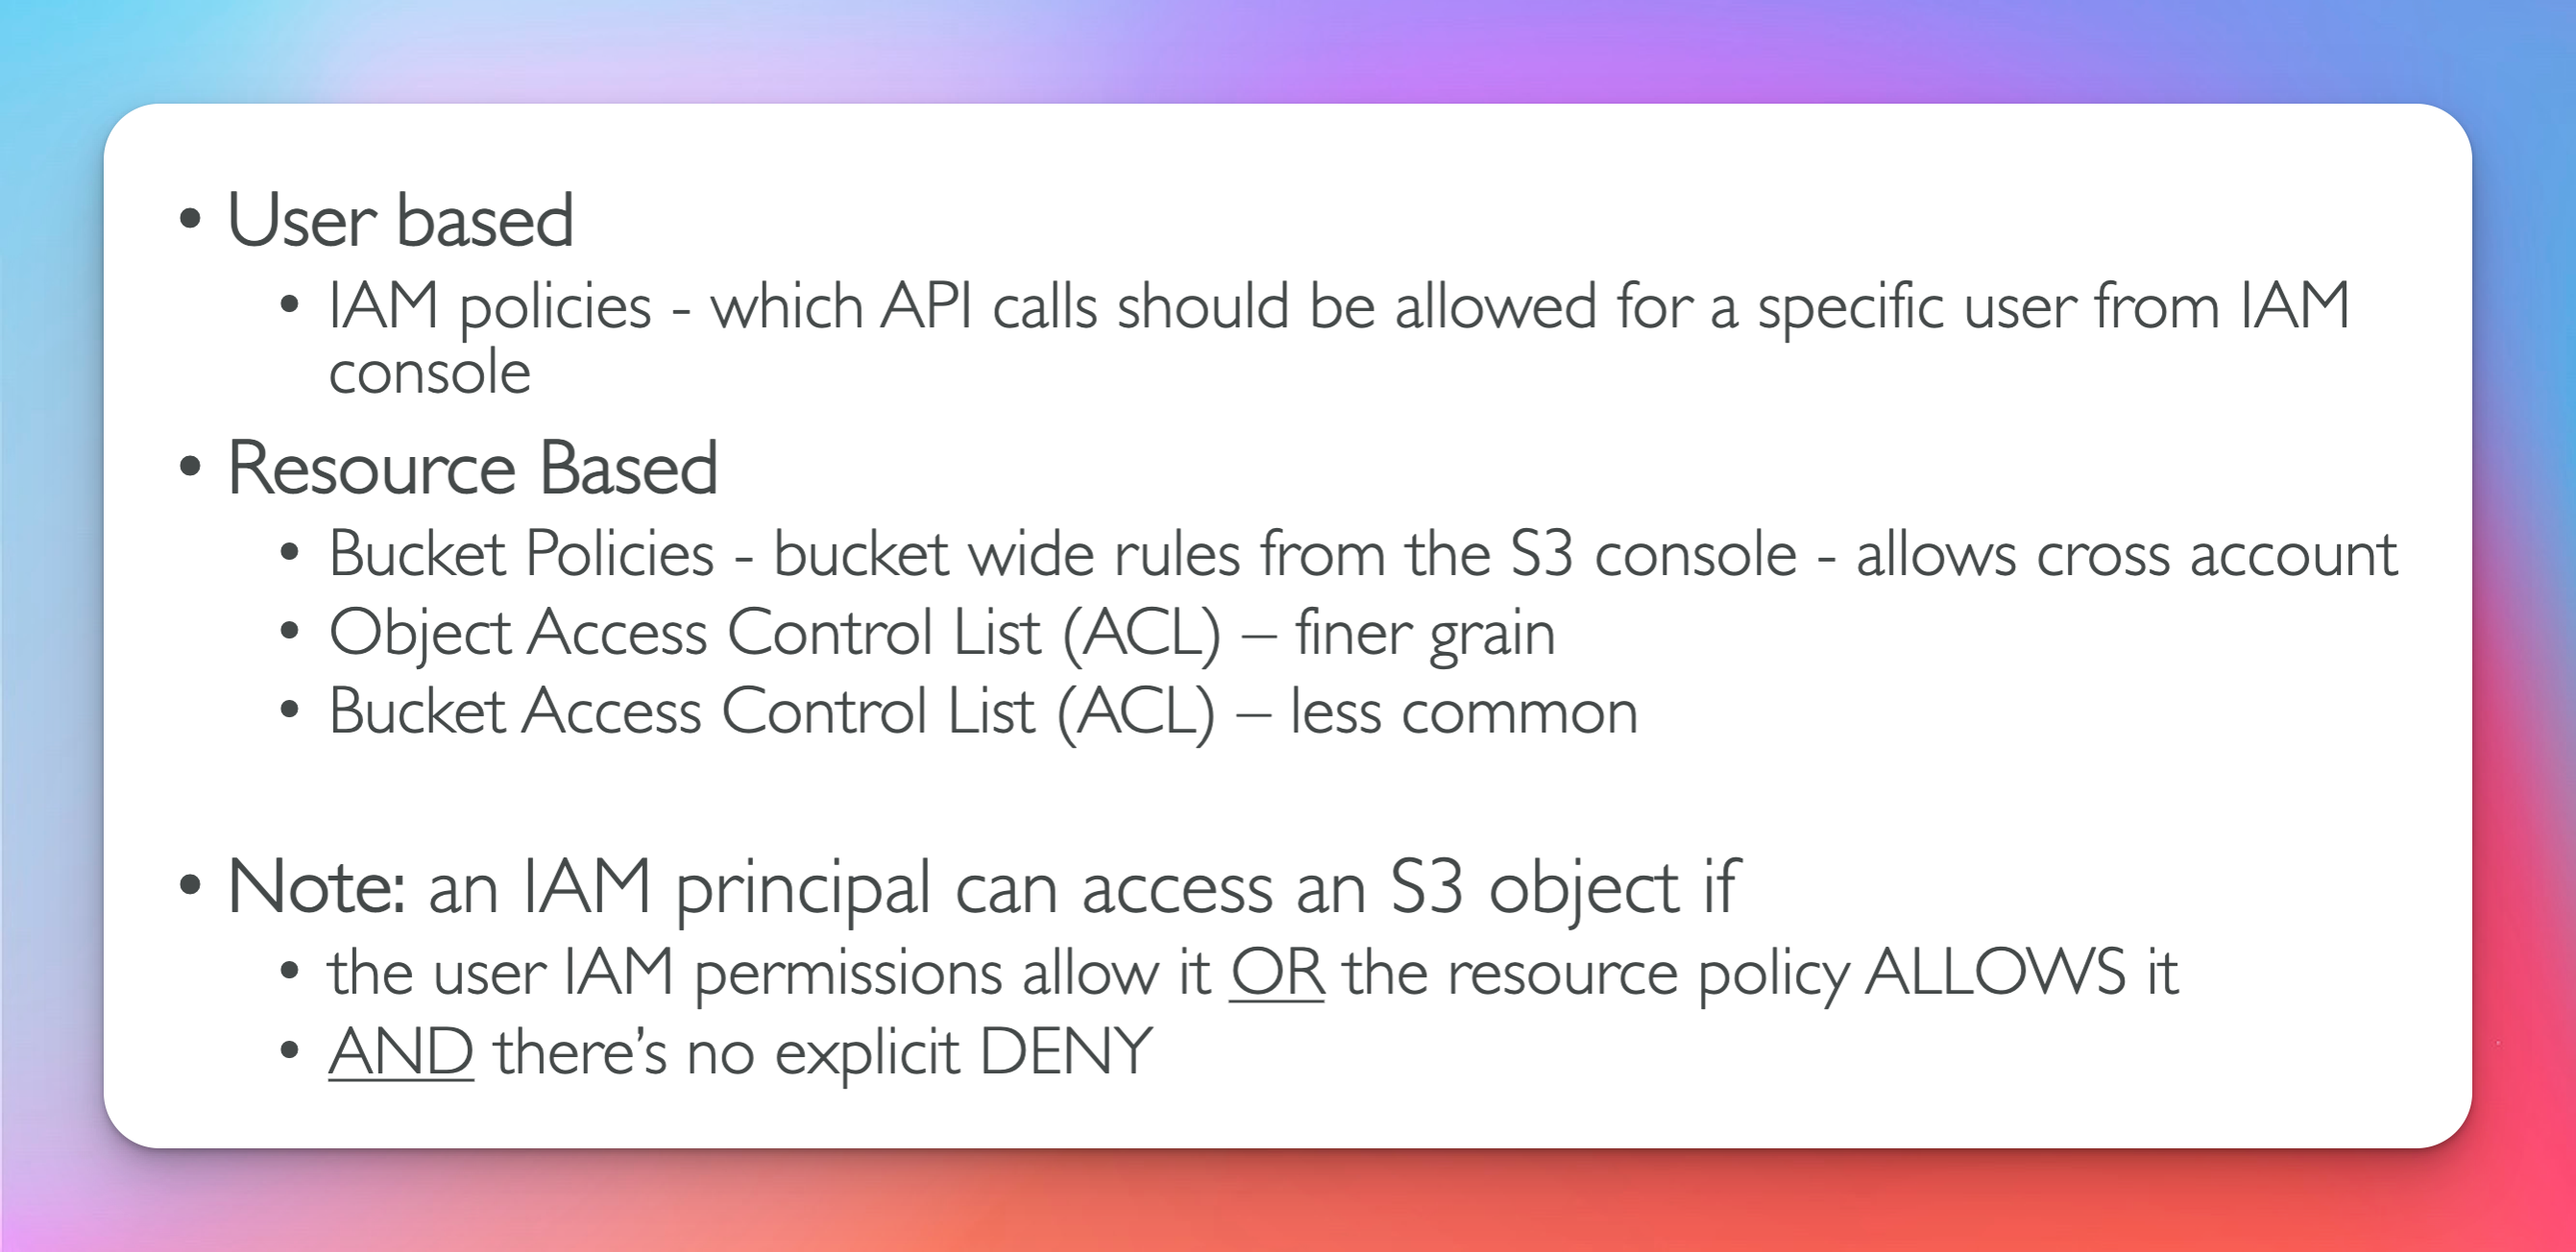 • User based
• IAM policies - which API calls should be allowed for a specific user from IAM
console
• Resource Based
• Bucket Policies - bucket wide rules from the S3 console - allows cross account
• Object Access Control List (ACL) – finer grain
• Bucket Access Control List (ACL) – less common
• Note: an IAM principal can access an S3 object if
• the user IAM permissions allow it OR the resource policy ALLOWS it
• AND there’s no explicit DENY